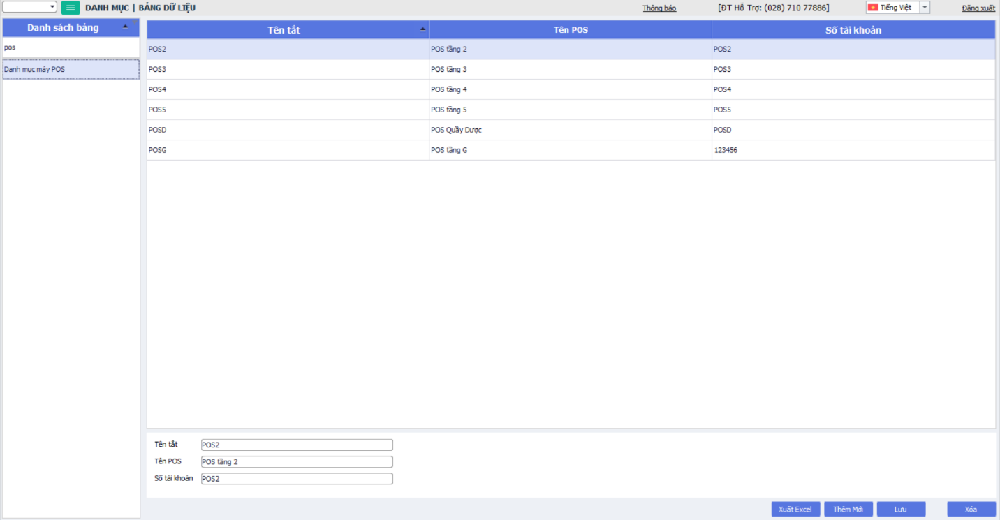 DANH MỤC | BẢNG DỮ LIỆU
Thông báo
[ĐT Hổ Trợ: (028) 710 77886]
Tiếng Việt
Đăng xuất
Danh sách bảng
pos
Danh mục máy POS
Tên tắt Tên POS Số tài khoản
POS2 POS tầng 2 POS2
POS3 POS tầng 3 POS3
POS4 POS tầng 4 POS4
POS5 POS tầng 5 POS5
POSD POS Quầy Dược POSD
POSG POS tầng G 123456
Tên tắt POS2
Tên POS POS tầng 2
Số tài khoản POS2
Xuất Excel Thêm Mới Lưu Xóa